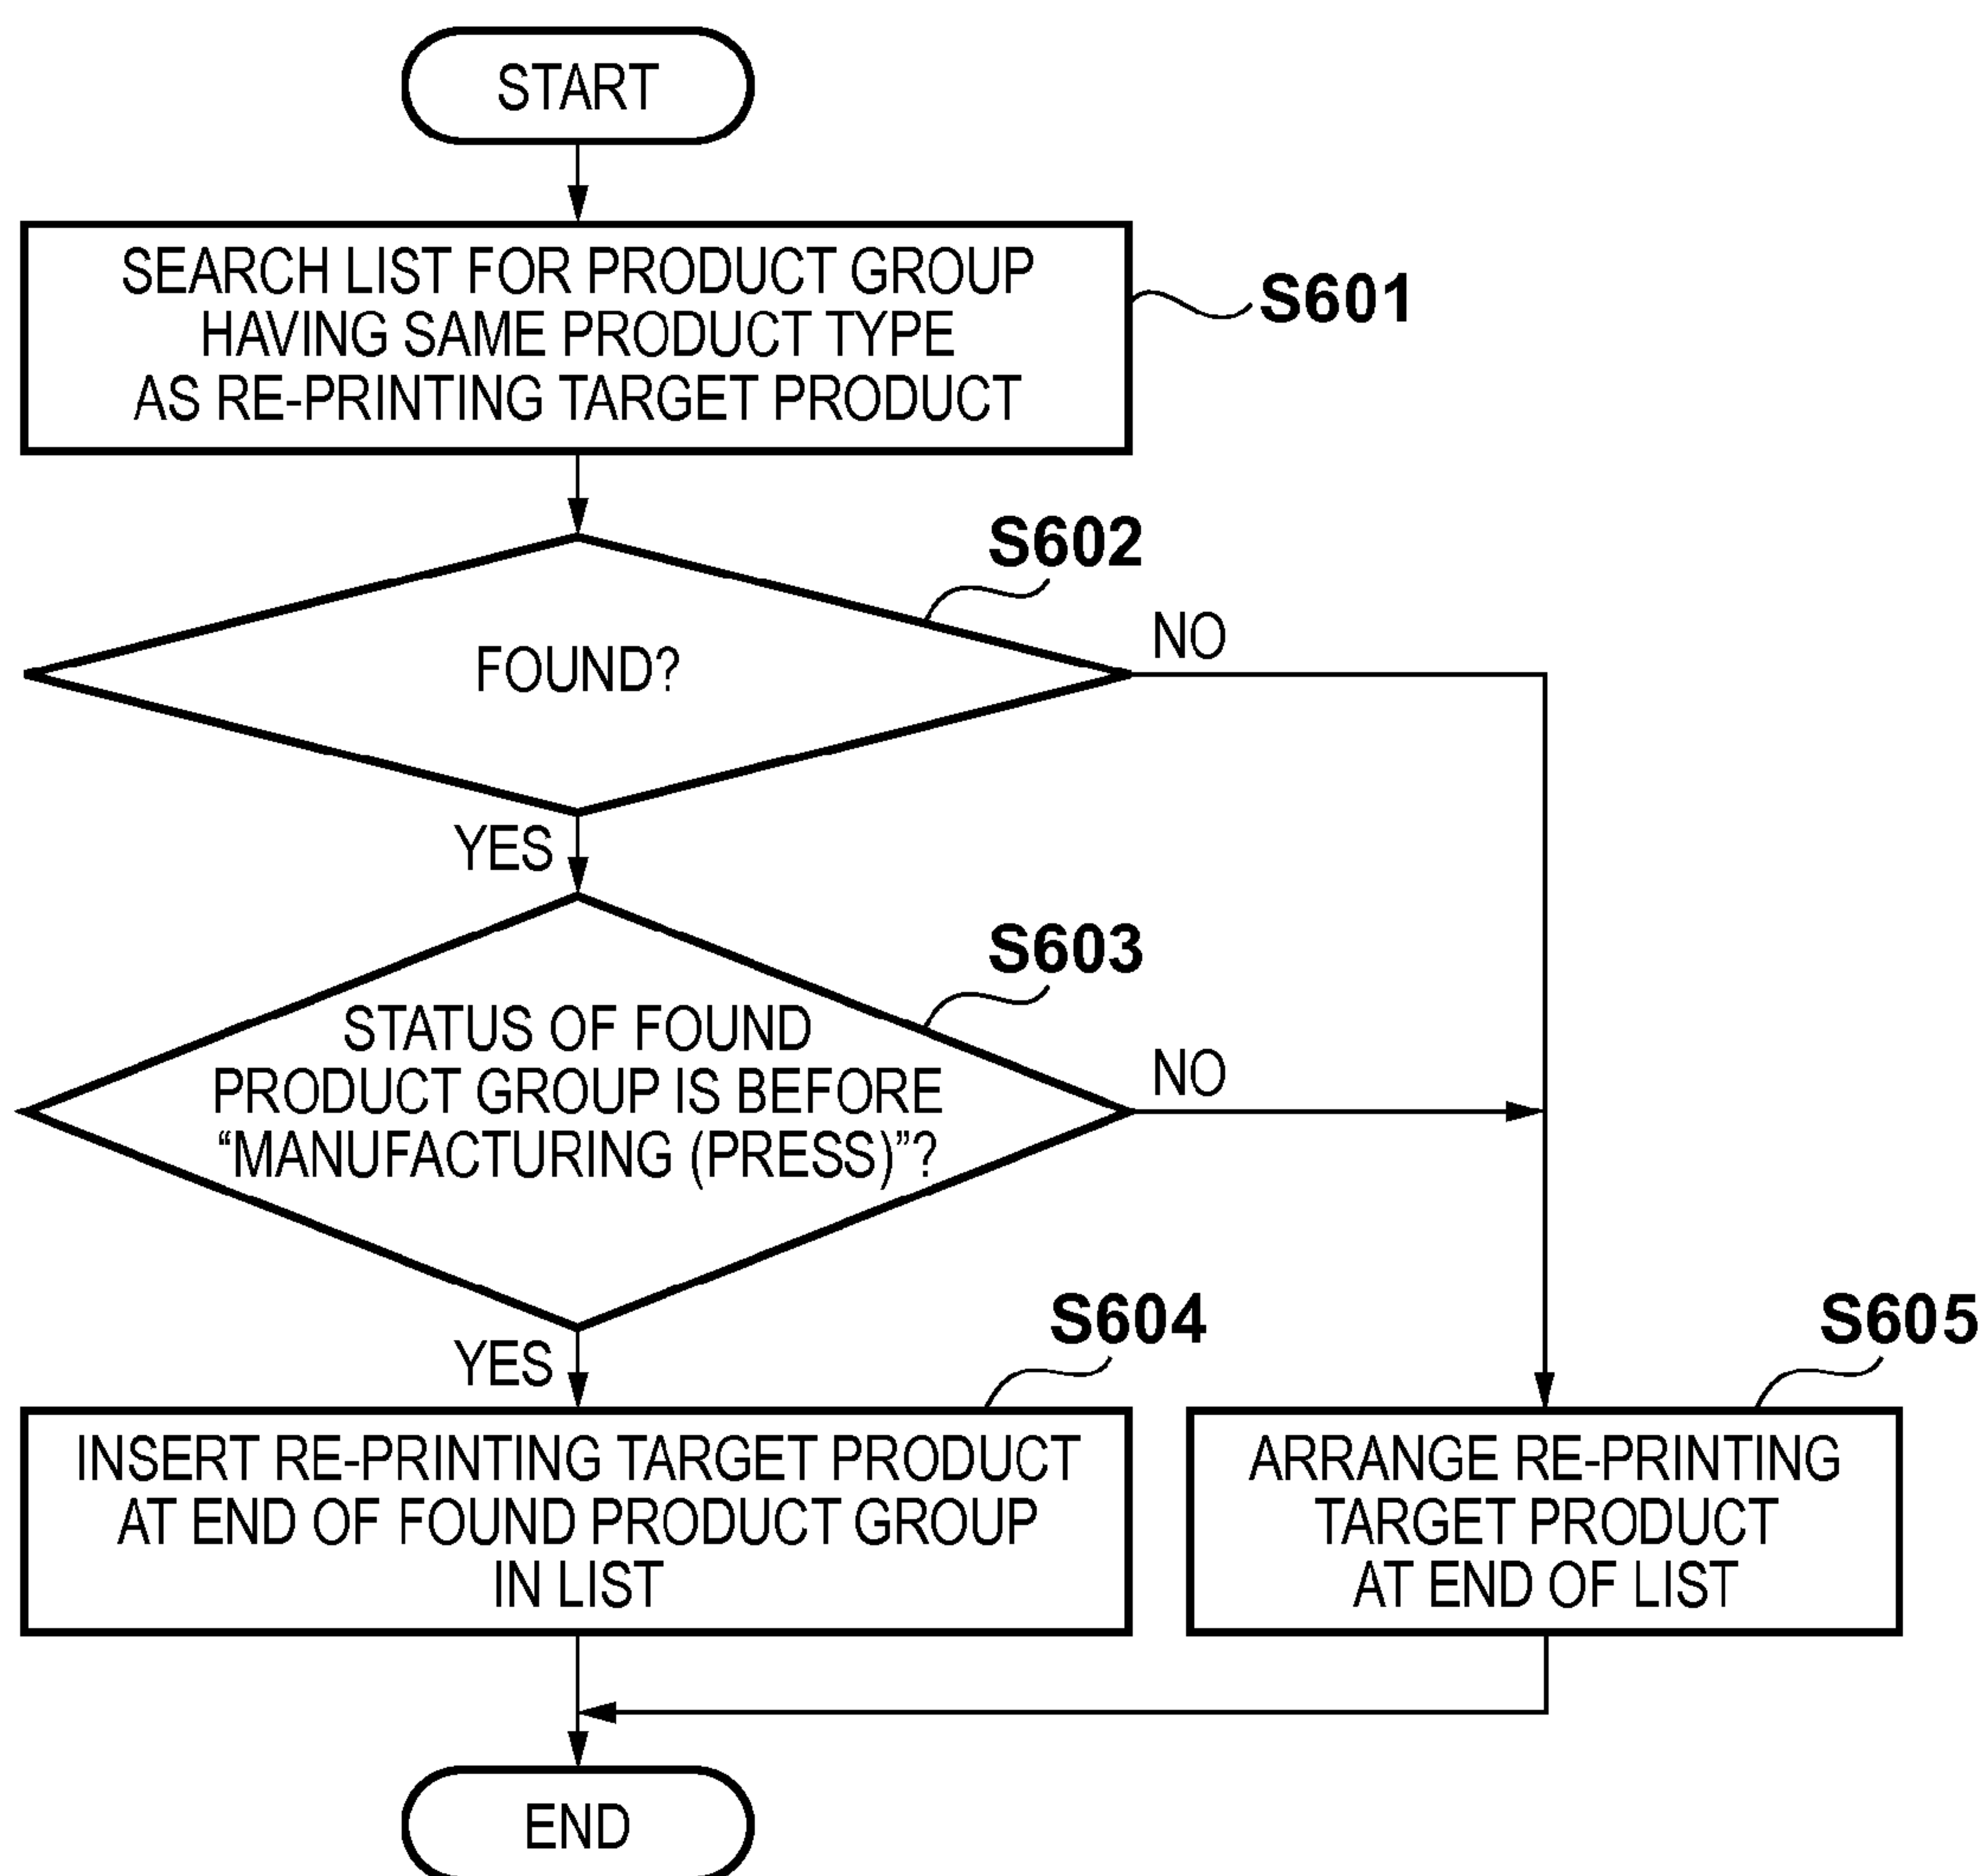 START
SEARCH LIST FOR PRODUCT GROUP
HAVING SAME PRODUCT TYPE
AS RE-PRINTING TARGET PRODUCT
S601
S602
FOUND?
NO
YES
S603
STATUS OF FOUND
PRODUCT GROUP IS BEFORE
“MANUFACTURING (PRESS)”?
NO
YES
S604
INSERT RE-PRINTING TARGET PRODUCT
AT END OF FOUND PRODUCT GROUP
IN LIST
S605
ARRANGE RE-PRINTING
TARGET PRODUCT
AT END OF LIST
END